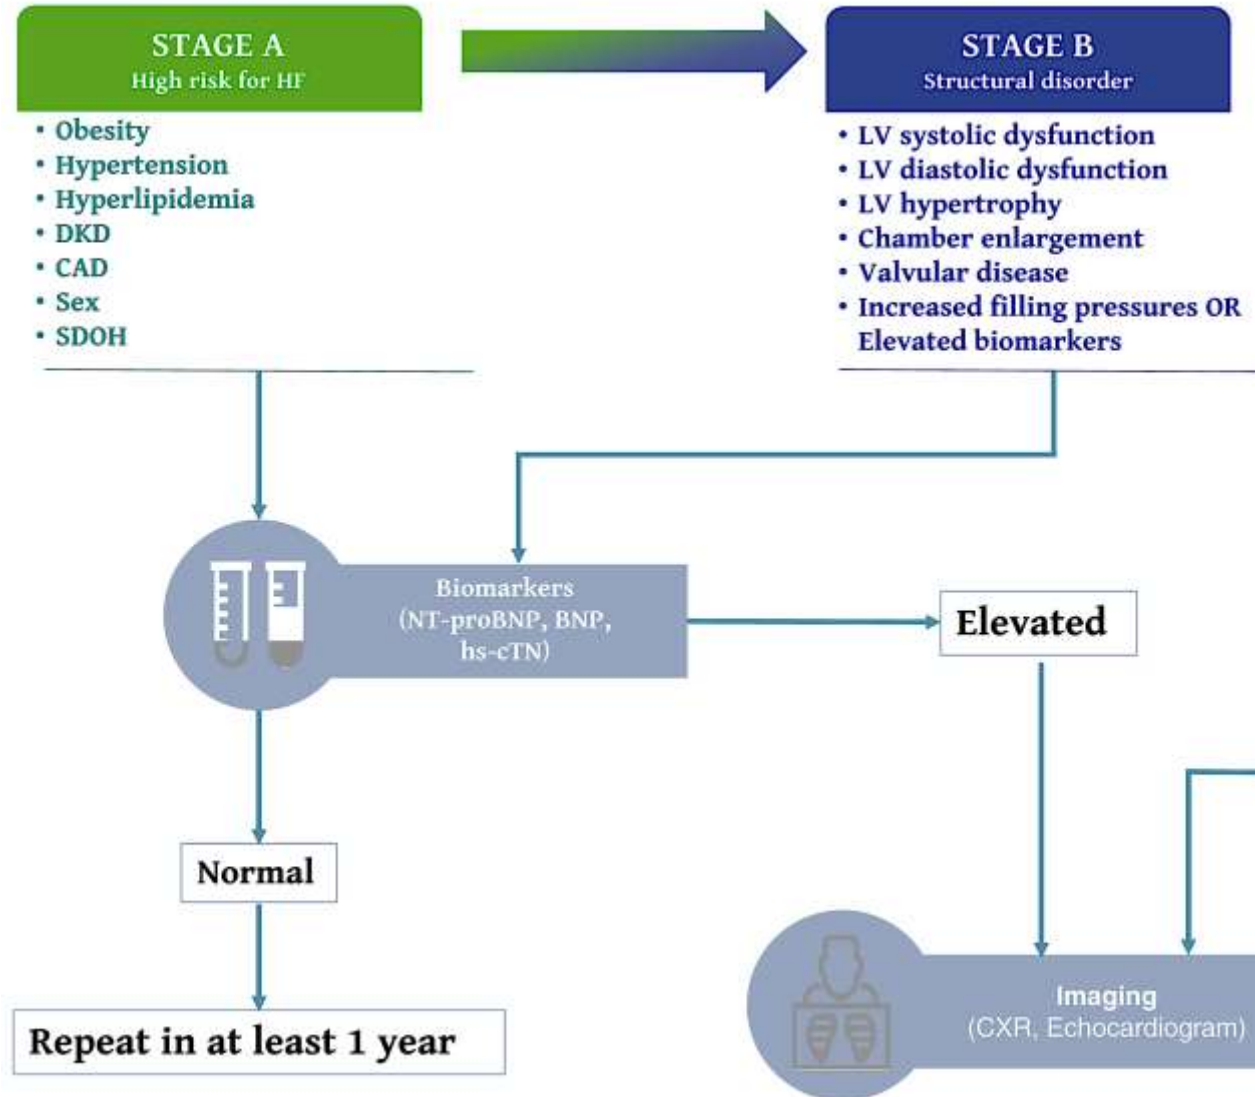 STAGE A
High risk for HF
• Obesity
• Hypertension
• Hyperlipidemia
• DKD
• CAD
• Sex
• SDOH
STAGE B
Structural disorder
• LV systolic dysfunction
• LV diastolic dysfunction
• LV hypertrophy
• Chamber enlargement
• Valvular disease
• Increased filling pressures OR
Elevated biomarkers
Biomarkers
(NT-proBNP, BNP,
hs-cTN)
Elevated
Normal
Repeat in at least 1 year
Imaging
(CXR, Echocardiogram)